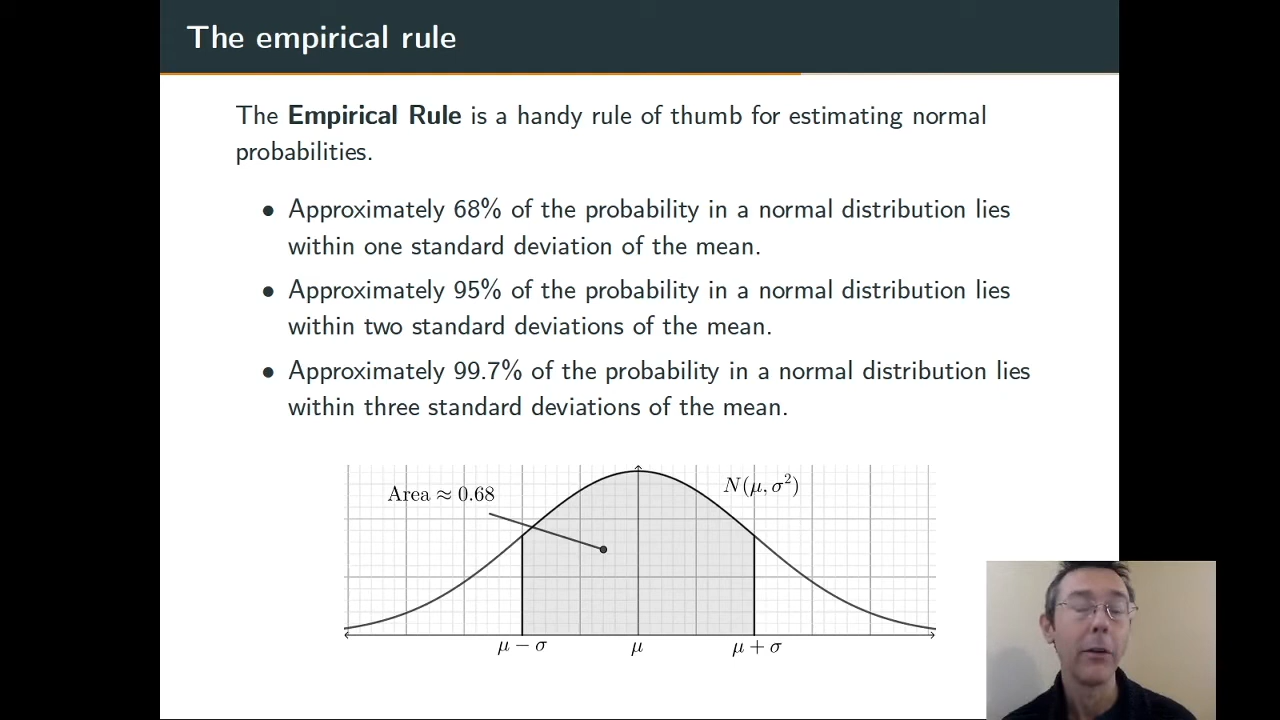 The empirical rule
The Empirical Rule is a handy rule of thumb for estimating normal
probabilities.
• Approximately 68% of the probability in a normal distribution lies
within one standard deviation of the mean.
• Approximately 95% of the probability in a normal distribution lies
within two standard deviations of the mean.
• Approximately 99.7% of the probability in a normal distribution lies
within three standard deviations of the mean.
Area ≈ 0.68
N(μ, σ²)
μ − σ
μ
μ + σ